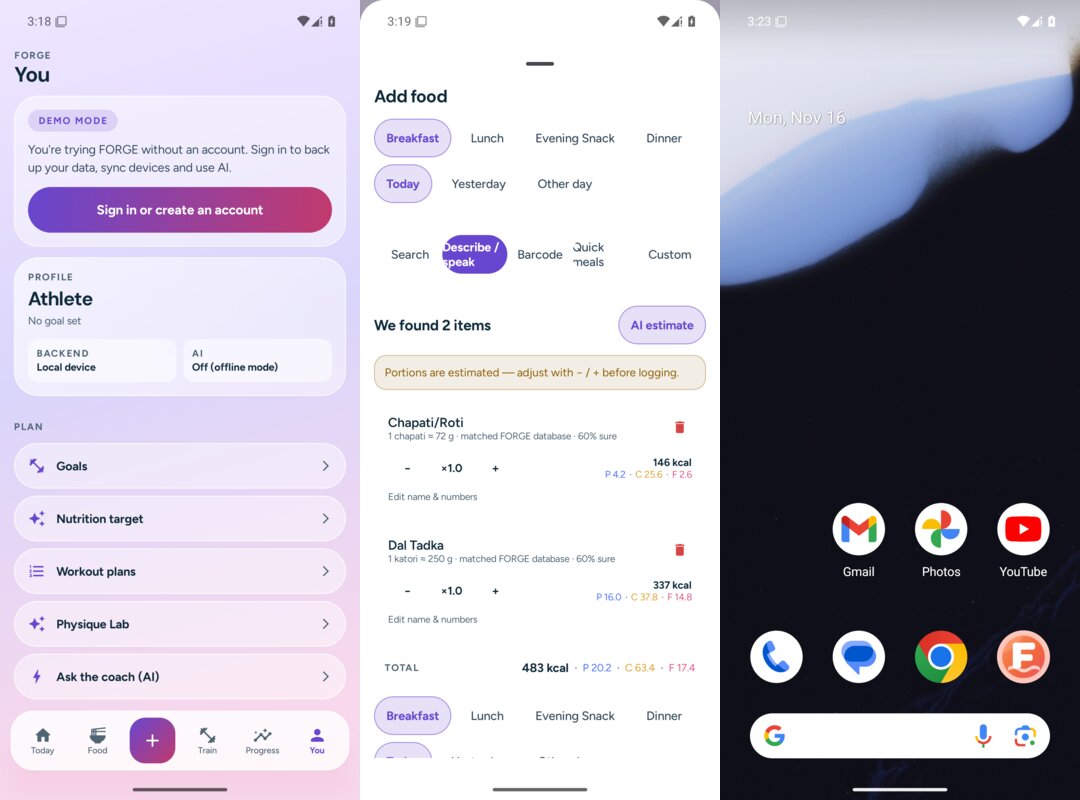 3:18
FORGE
You
DEMO MODE
You're trying FORGE without an account. Sign in to back
up your data, sync devices and use AI.
Sign in or create an account
PROFILE
Athlete
No goal set
BACKEND
Local device
AI
Off (offline mode)
PLAN
Goals
Nutrition target
Workout plans
Physique Lab
Ask the coach (AI)
Today
Food
+
Train
Progress
You
3:19
Add food
Breakfast
Lunch
Evening Snack
Dinner
Today
Yesterday
Other day
Search
Describe /
speak
Barcode
Quick
meals
Custom
We found 2 items
AI estimate
Portions are estimated — adjust with − / + before logging.
Chapati/Roti
1 chapati ≈ 72 g · matched FORGE database · 60% sure
− ×1.0 +
146 kcal
P 4.2 · C 25.6 · F 2.6
Edit name & numbers
Dal Tadka
1 katori ≈ 250 g · matched FORGE database · 60% sure
− ×1.0 +
337 kcal
P 16.0 · C 37.8 · F 14.8
Edit name & numbers
TOTAL
483 kcal · P 20.2 · C 63.4 · F 17.4
Breakfast
Lunch
Evening Snack
Dinner
3:23
Mon, Nov 16
Gmail
Photos
YouTube